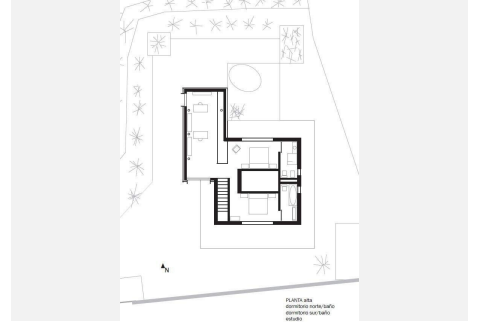 N
PLANTA alta
dormitorio norte/baño
dormitorio sur/baño
estudio